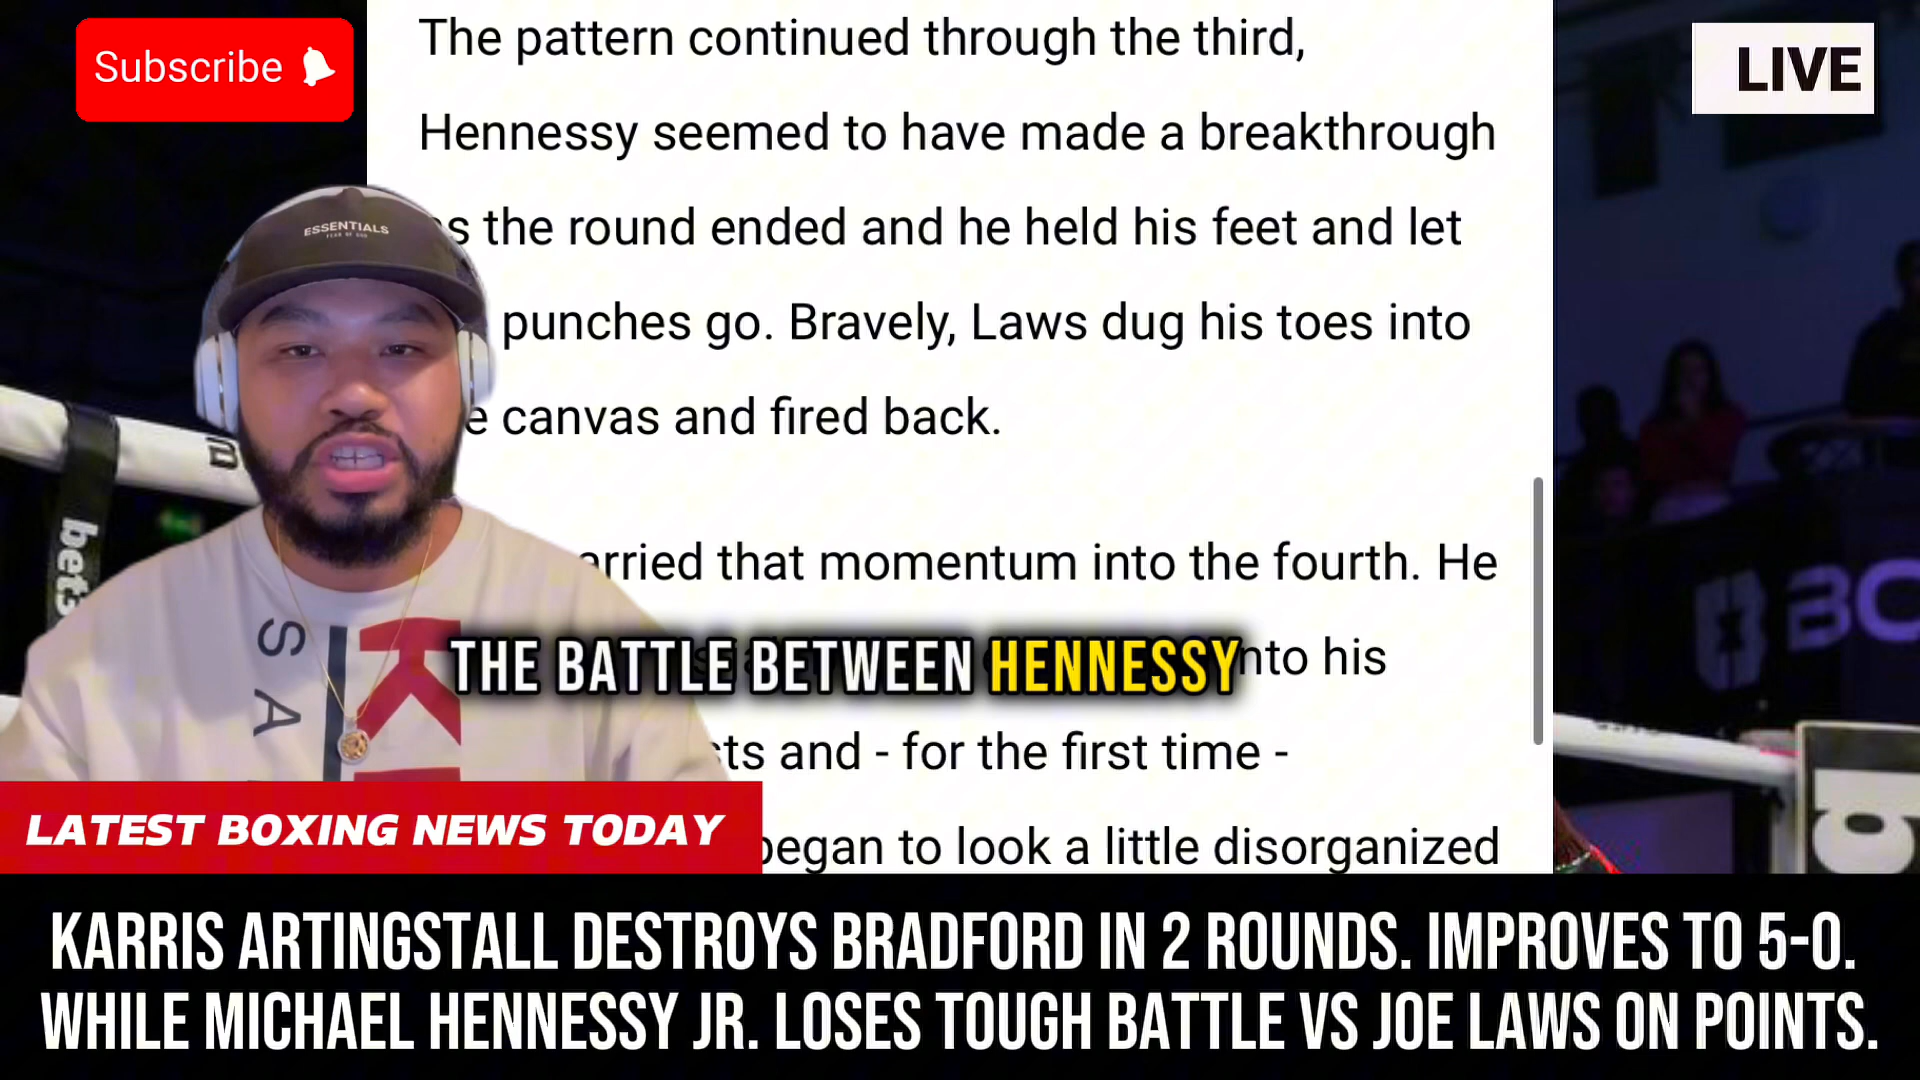 Subscribe
LIVE
The pattern continued through the third,
Hennessy seemed to have made a breakthrough
the round ended and he held his feet and let
punches go. Bravely, Laws dug his toes into
canvas and fired back.
that momentum into the fourth. He
his
and - for the first time -
began to look a little disorganized
ESSENTIALS
FEAR OF GOD
THE BATTLE BETWEEN HENNESSY
LATEST BOXING NEWS TODAY
KARRIS ARTINGSTALL DESTROYS BRADFORD IN 2 ROUNDS. IMPROVES TO 5-0.
WHILE MICHAEL HENNESSY JR. LOSES TOUGH BATTLE VS JOE LAWS ON POINTS.